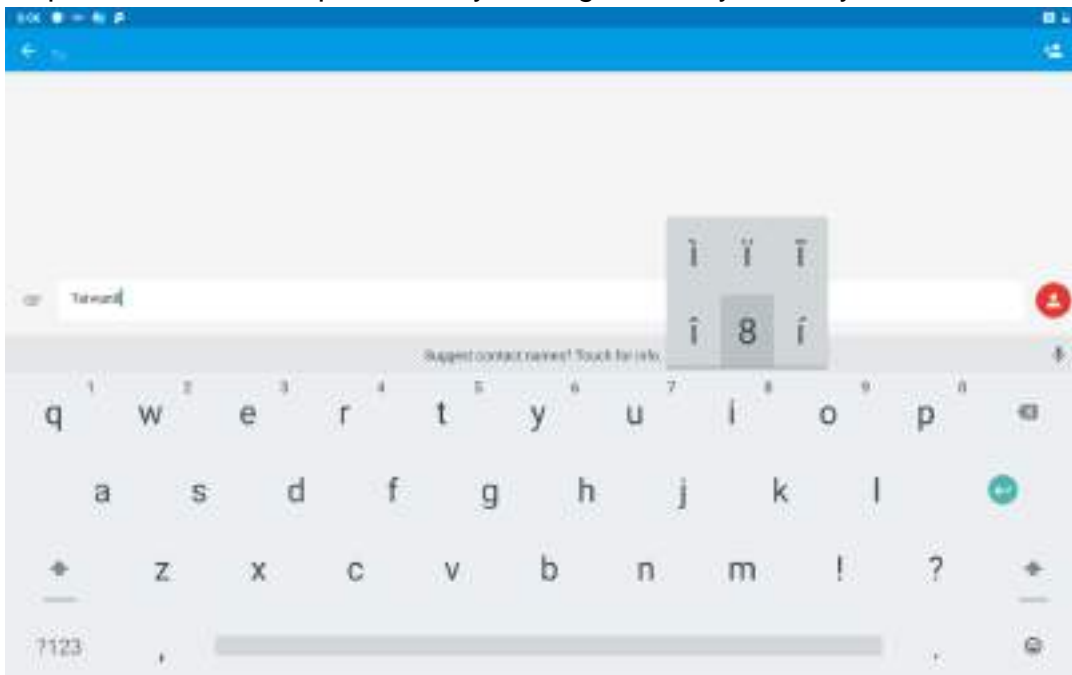 ì ï ī
î 8 í
Suggest contact names? Touch for info.
1 2 3 4 5 6 7 8 9 0
q w e r t y u i o p
a s d f g h j k l
z x c v b n m ! ?
?123 , .